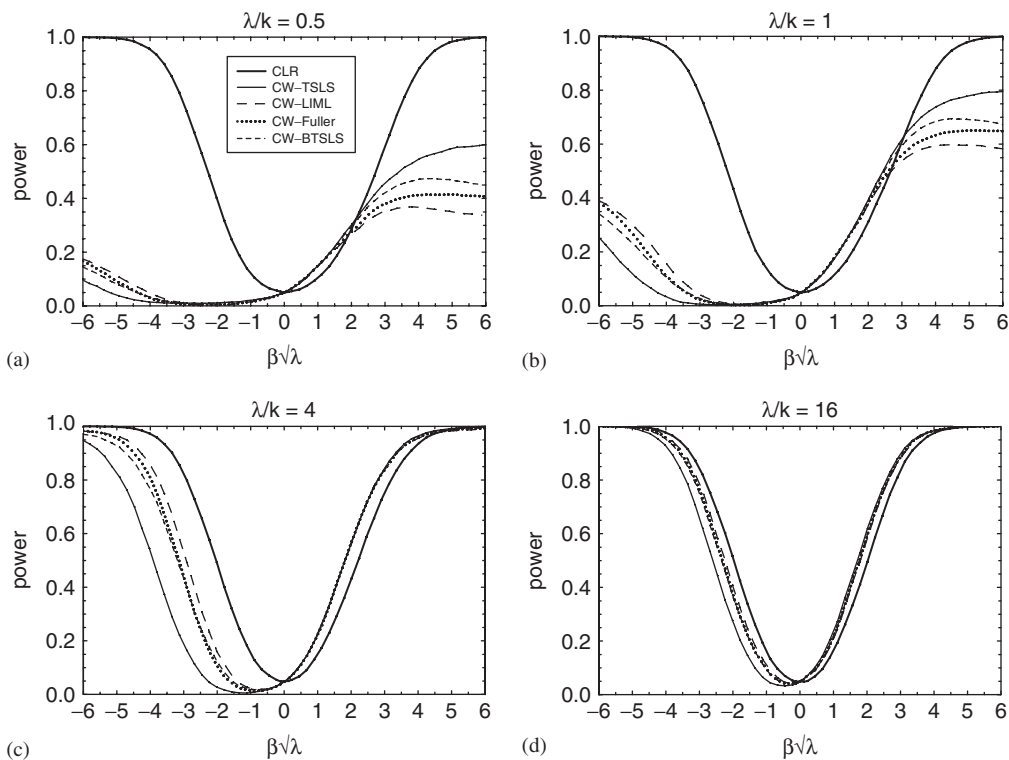 λ/k = 0.5
1.0
0.8
0.6
0.4
0.2
0.0
power
CLR
CW–TSLS
CW–LIML
CW–Fuller
CW–BTSLS
−6 −5 −4 −3 −2 −1 0 1 2 3 4 5 6
(a)
β√λ
λ/k = 1
1.0
0.8
0.6
0.4
0.2
0.0
power
−6 −5 −4 −3 −2 −1 0 1 2 3 4 5 6
(b)
β√λ
λ/k = 4
1.0
0.8
0.6
0.4
0.2
0.0
power
−6 −5 −4 −3 −2 −1 0 1 2 3 4 5 6
(c)
β√λ
λ/k = 16
1.0
0.8
0.6
0.4
0.2
0.0
power
−6 −5 −4 −3 −2 −1 0 1 2 3 4 5 6
(d)
β√λ